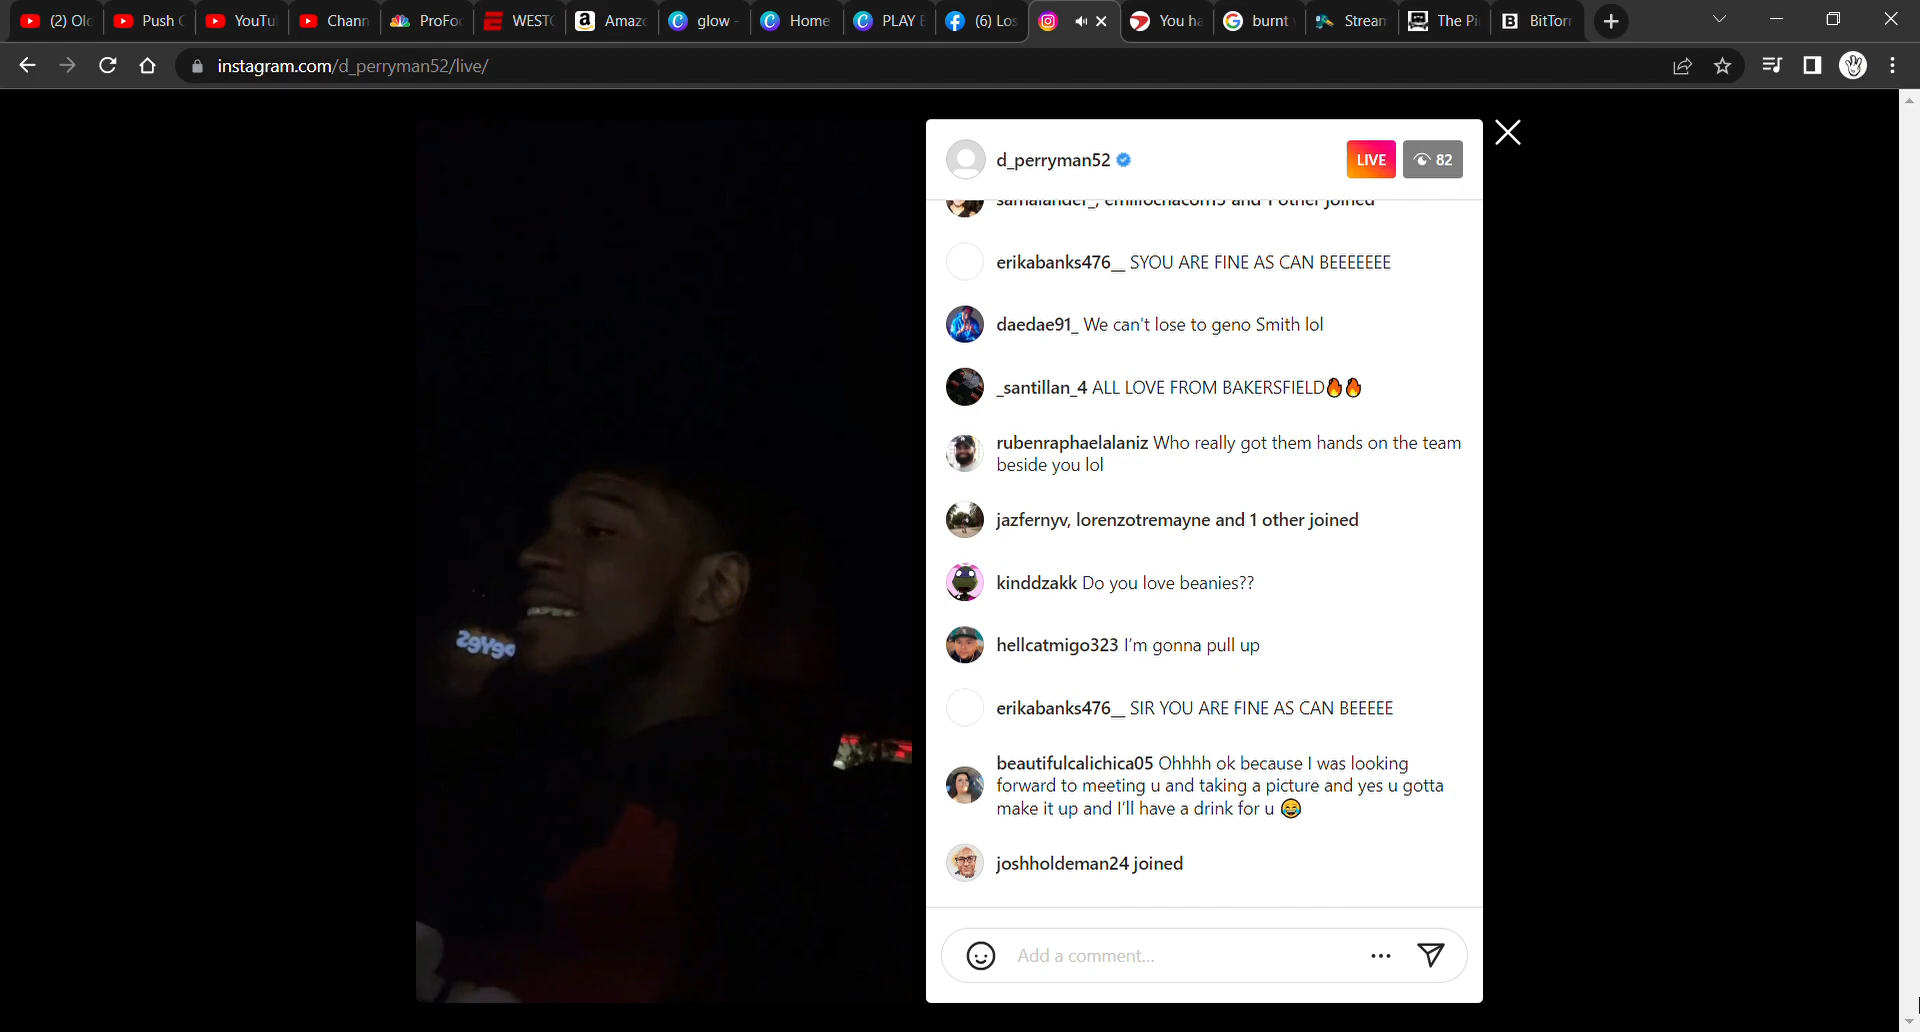 (2) Old
Push
YouTu
Chann
ProFo
WEST
Amaz
glow -
Home
PLAY
(6) Los
You ha
burnt
Stream
The Pi
BitTor
instagram.com/d_perryman52/live/
d_perryman52
LIVE
82
and 1 other joined
erikabanks476__ SYOU ARE FINE AS CAN BEEEEEEE
daedae91_ We can't lose to geno Smith lol
_santillan_4 ALL LOVE FROM BAKERSFIELD🔥🔥
rubenraphaelalaniz Who really got them hands on the team
beside you lol
jazfernyv, lorenzotremayne and 1 other joined
kinddzakk Do you love beanies??
hellcatmigo323 I'm gonna pull up
erikabanks476__ SIR YOU ARE FINE AS CAN BEEEEE
beautifulcalichica05 Ohhhh ok because I was looking
forward to meeting u and taking a picture and yes u gotta
make it up and I'll have a drink for u 😂
joshholdeman24 joined
Add a comment...